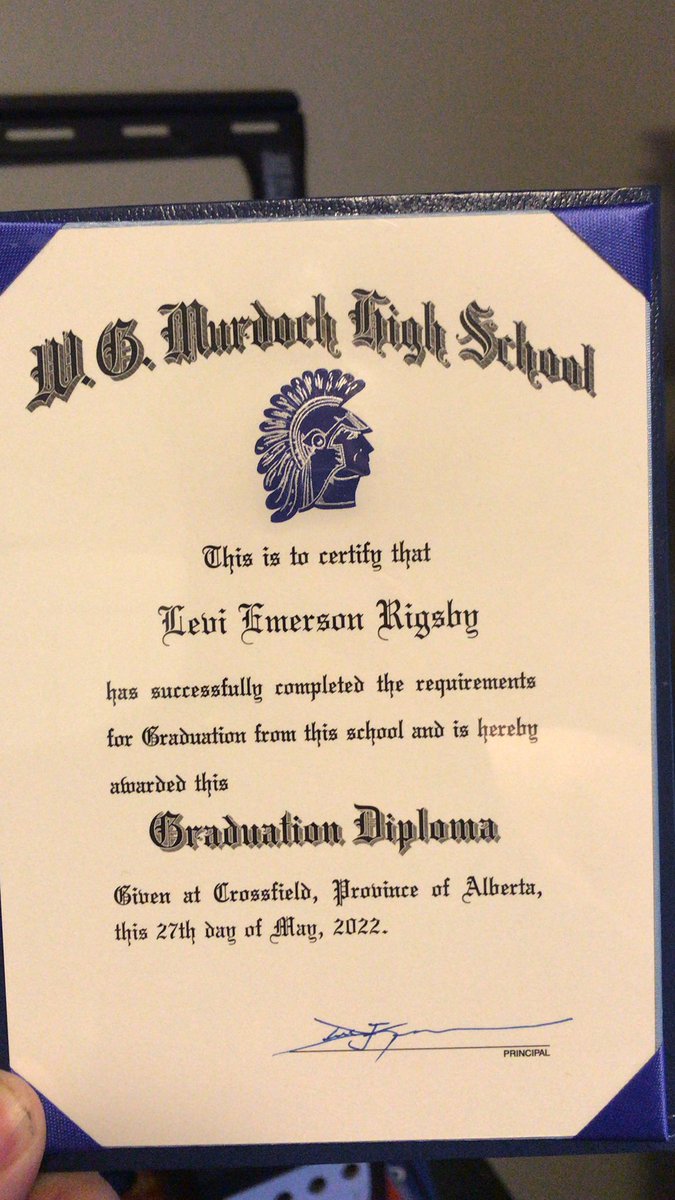 W. G. Murdoch High School
This is to certify that
Levi Emerson Rigsby
has successfully completed the requirements
for Graduation from this school and is hereby
awarded this
Graduation Diploma
Given at Crossfield, Province of Alberta,
this 27th day of May, 2022.
PRINCIPAL